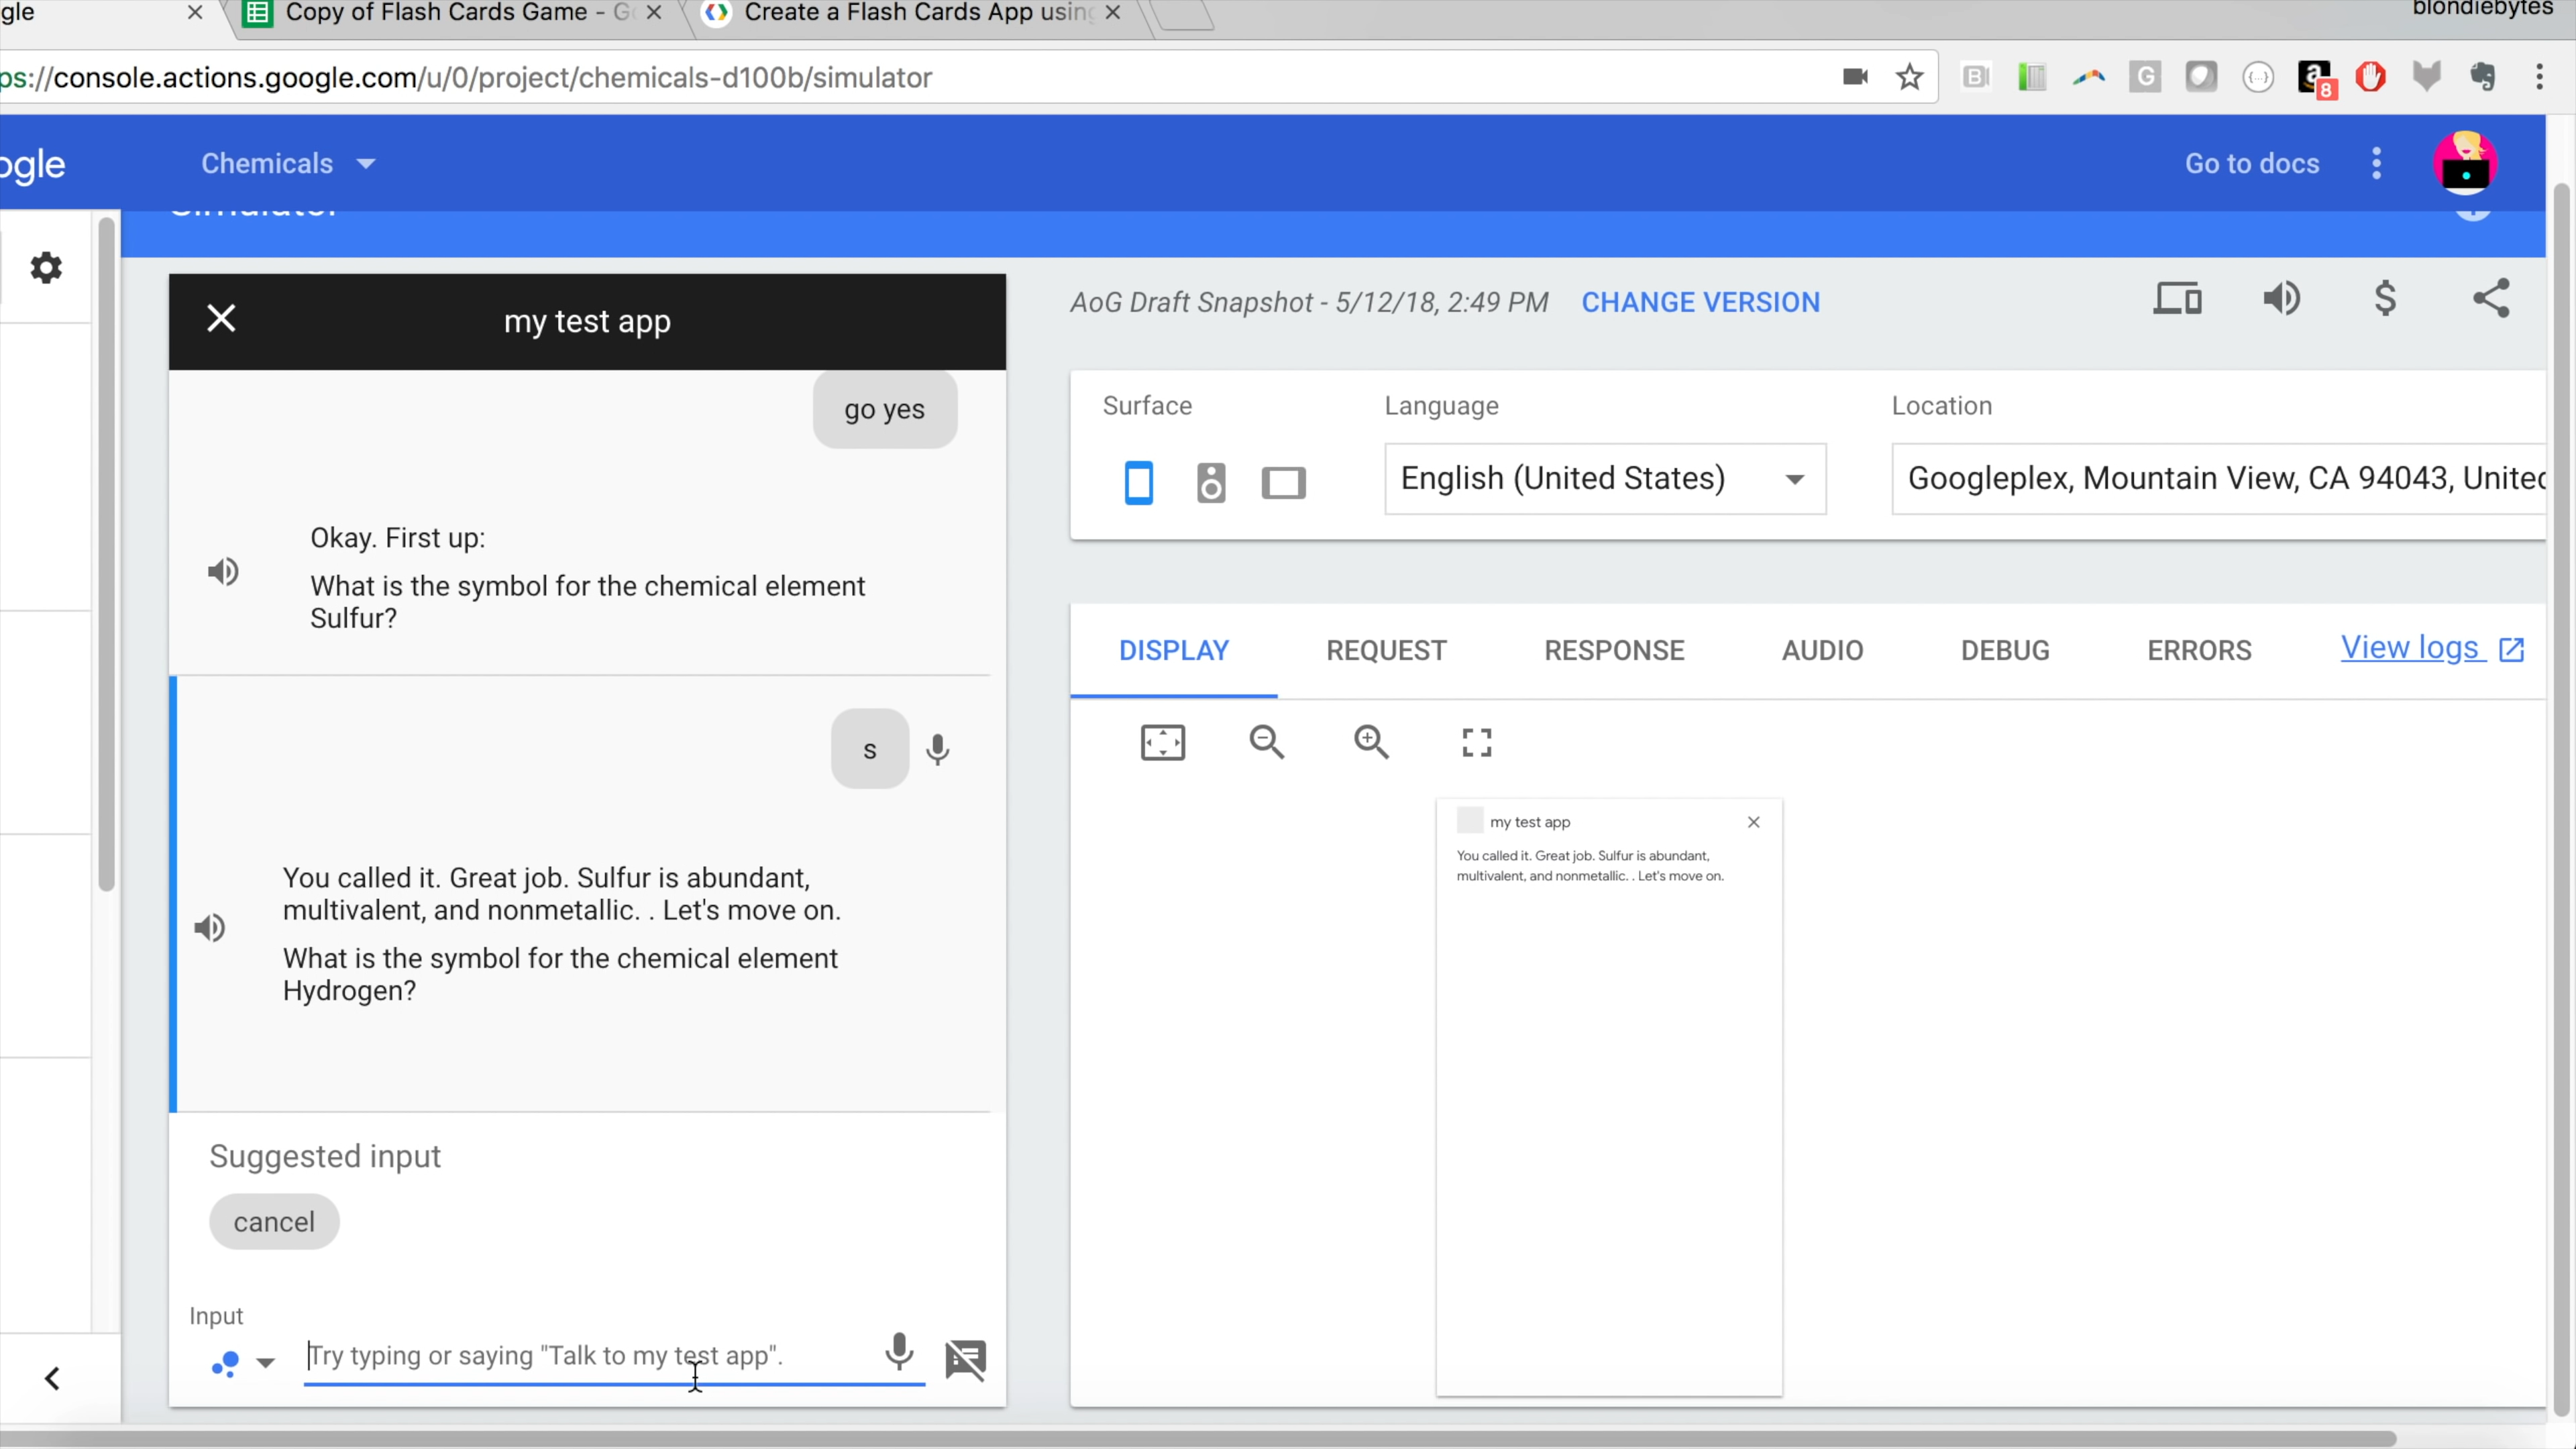 gle
Copy of Flash Cards Game - G
Create a Flash Cards App using
blondiebytes
ps://console.actions.google.com/u/0/project/chemicals-d100b/simulator
8
ogle
Chemicals
Go to docs
Simulator
my test app
go yes
Okay. First up:
What is the symbol for the chemical element
Sulfur?
s
You called it. Great job. Sulfur is abundant,
multivalent, and nonmetallic. . Let's move on.
What is the symbol for the chemical element
Hydrogen?
Suggested input
cancel
Input
Try typing or saying "Talk to my test app".
AoG Draft Snapshot - 5/12/18, 2:49 PM CHANGE VERSION
Surface
Language
Location
English (United States)
Googleplex, Mountain View, CA 94043, United
DISPLAY
REQUEST
RESPONSE
AUDIO
DEBUG
ERRORS
View logs
my test app
You called it. Great job. Sulfur is abundant,
multivalent, and nonmetallic. . Let's move on.